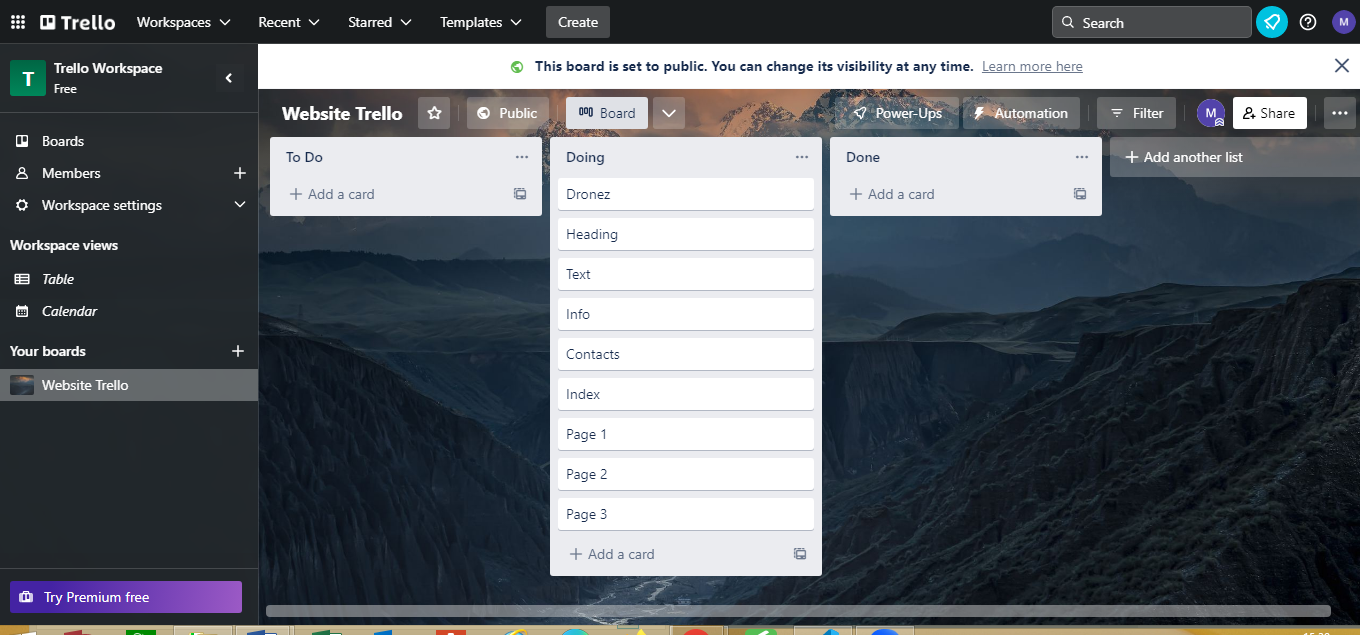 Trello
Workspaces
Recent
Starred
Templates
Create
Search
M
T
Trello Workspace
Free
This board is set to public. You can change its visibility at any time. Learn more here
Website Trello
Public
Board
Power-Ups
Automation
Filter
M
Share
Boards
Members
Workspace settings
Workspace views
Table
Calendar
Your boards
Website Trello
Try Premium free
To Do
Add a card
Doing
Dronez
Heading
Text
Info
Contacts
Index
Page 1
Page 2
Page 3
Add a card
Done
Add a card
Add another list